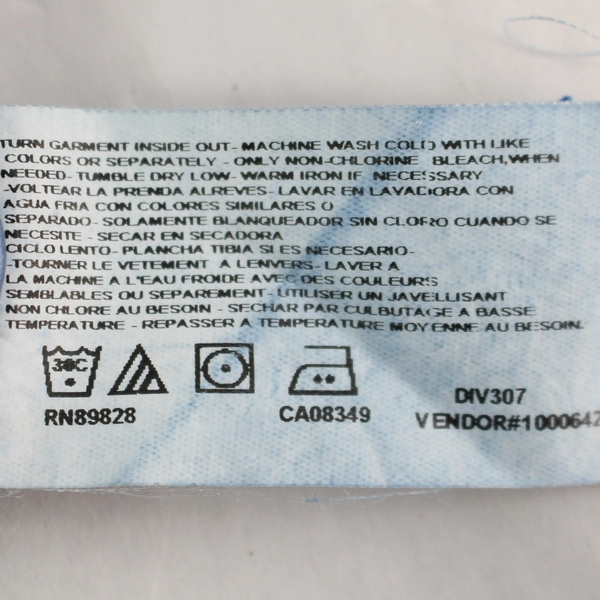 TURN GARMENT INSIDE OUT- MACHINE WASH COLD WITH LIKE
COLORS OR SEPARATELY - ONLY NON-CHLORINE BLEACH,WHEN
NEEDED- TUMBLE DRY LOW- WARM IRON IF NECESSARY
-VOLTEAR LA PRENDA AL REVES- LAVAR EN LAVADORA CON
AGUA FRIA CON COLORES SIMILARES O
SEPARADO- SOLAMENTE BLANQUEADOR SIN CLORO CUANDO SE
NECESITE - SECAR EN SECADORA
CICLO LENTO- PLANCHA TIBIA SI ES NECESARIO-
-TOURNER LE VETEMENT A L'ENVERS- LAVER A
LA MACHINE A L'EAU FROIDE AVEC DES COULEURS
SEMBLABLES OU SEPAREMENT- UTILISER UN JAVELLISANT
NON CHLORE AU BESOIN - SECHAR PAR CULBUTAGE A BASSE
TEMPERATURE - REPASSER A TEMPERATURE MOYENNE AU BESOIN.
30C
RN89828 CA08349 DIV307
VENDOR#1000642